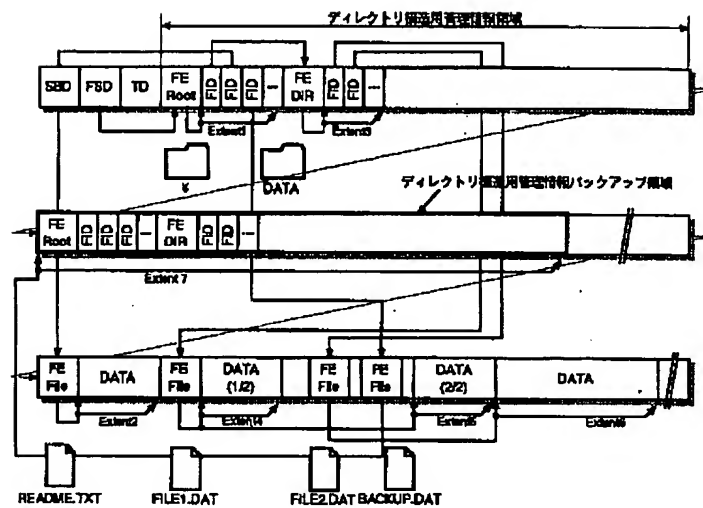 ディレクトリ構造用管理情報領域
SBD FSD TD FE Root FID FID FID ... FE DIR FID FID ...
Extent1 Extent3
¥ DATA
ディレクトリ構造用管理情報バックアップ領域
FE Root FID FID FID ... FE DIR FID FID ...
Extent 7
FE File DATA FE File DATA (1/2) FE File FE File DATA (2/2) DATA
Extent2 Extent4 Extent5 Extent6
README.TXT FILE1.DAT FILE2.DAT BACKUP.DAT